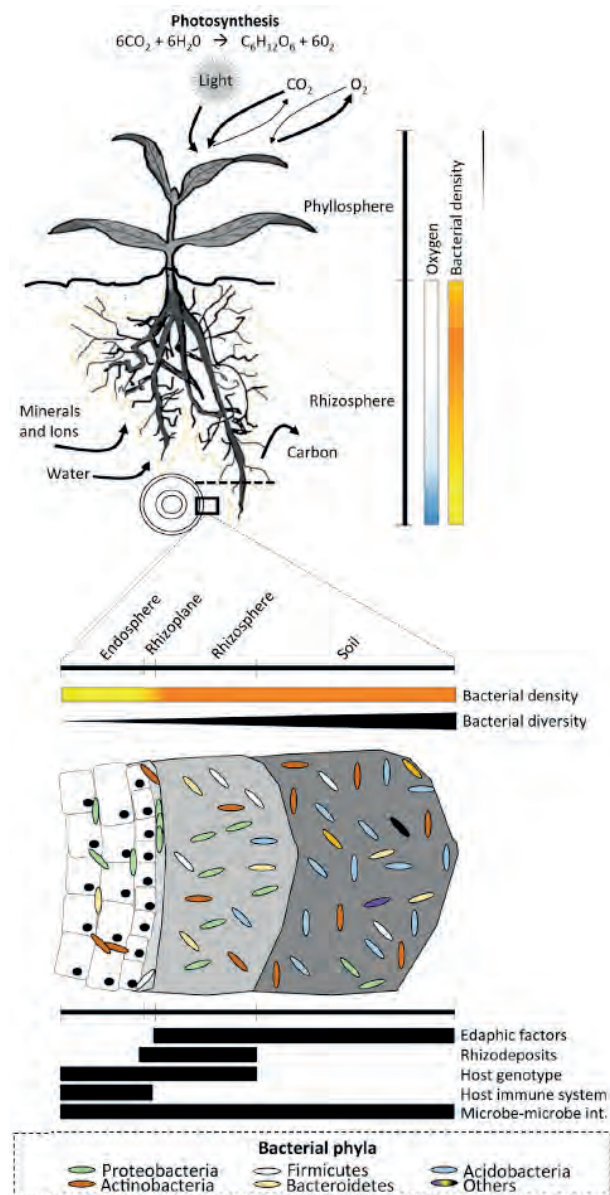 Photosynthesis
6CO2 + 6H20 → C6H12O6 + 602
Light
CO2
O2
Phyllosphere
Oxygen
Bacterial density
Rhizosphere
Minerals
and Ions
Water
Carbon
Endosphere
Rhizoplane
Rhizosphere
Soil
Bacterial density
Bacterial diversity
Edaphic factors
Rhizodeposits
Host genotype
Host immune system
Microbe-microbe int.
Bacterial phyla
Proteobacteria Firmicutes Acidobacteria
Actinobacteria Bacteroidetes Others